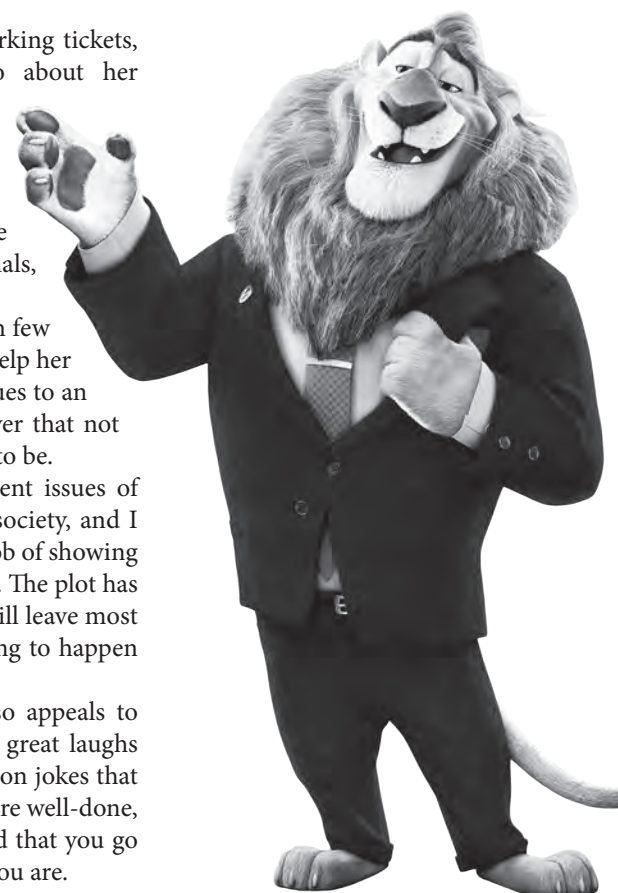 rking tickets,
about her
e
nals,
n few
elp her
ues to an
ver that not
to be.
ent issues of
society, and I
ob of showing
. The plot has
ill leave most
ng to happen
so appeals to
great laughs
on jokes that
re well-done,
d that you go
ou are.